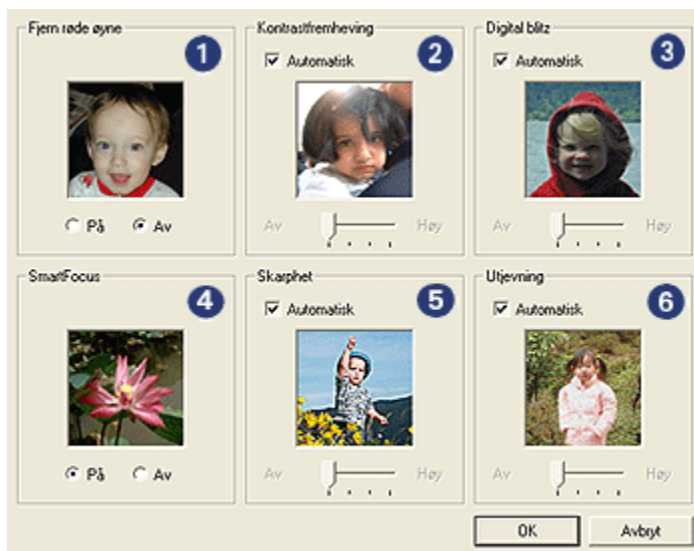 Fjern røde øyne
1
På
Av
Kontrastfremheving
2
Automatisk
Av
Høy
Digital blitz
3
Automatisk
Av
Høy
SmartFocus
4
På
Av
Skarphet
5
Automatisk
Av
Høy
Utjevning
6
Automatisk
Av
Høy
OK
Avbryt